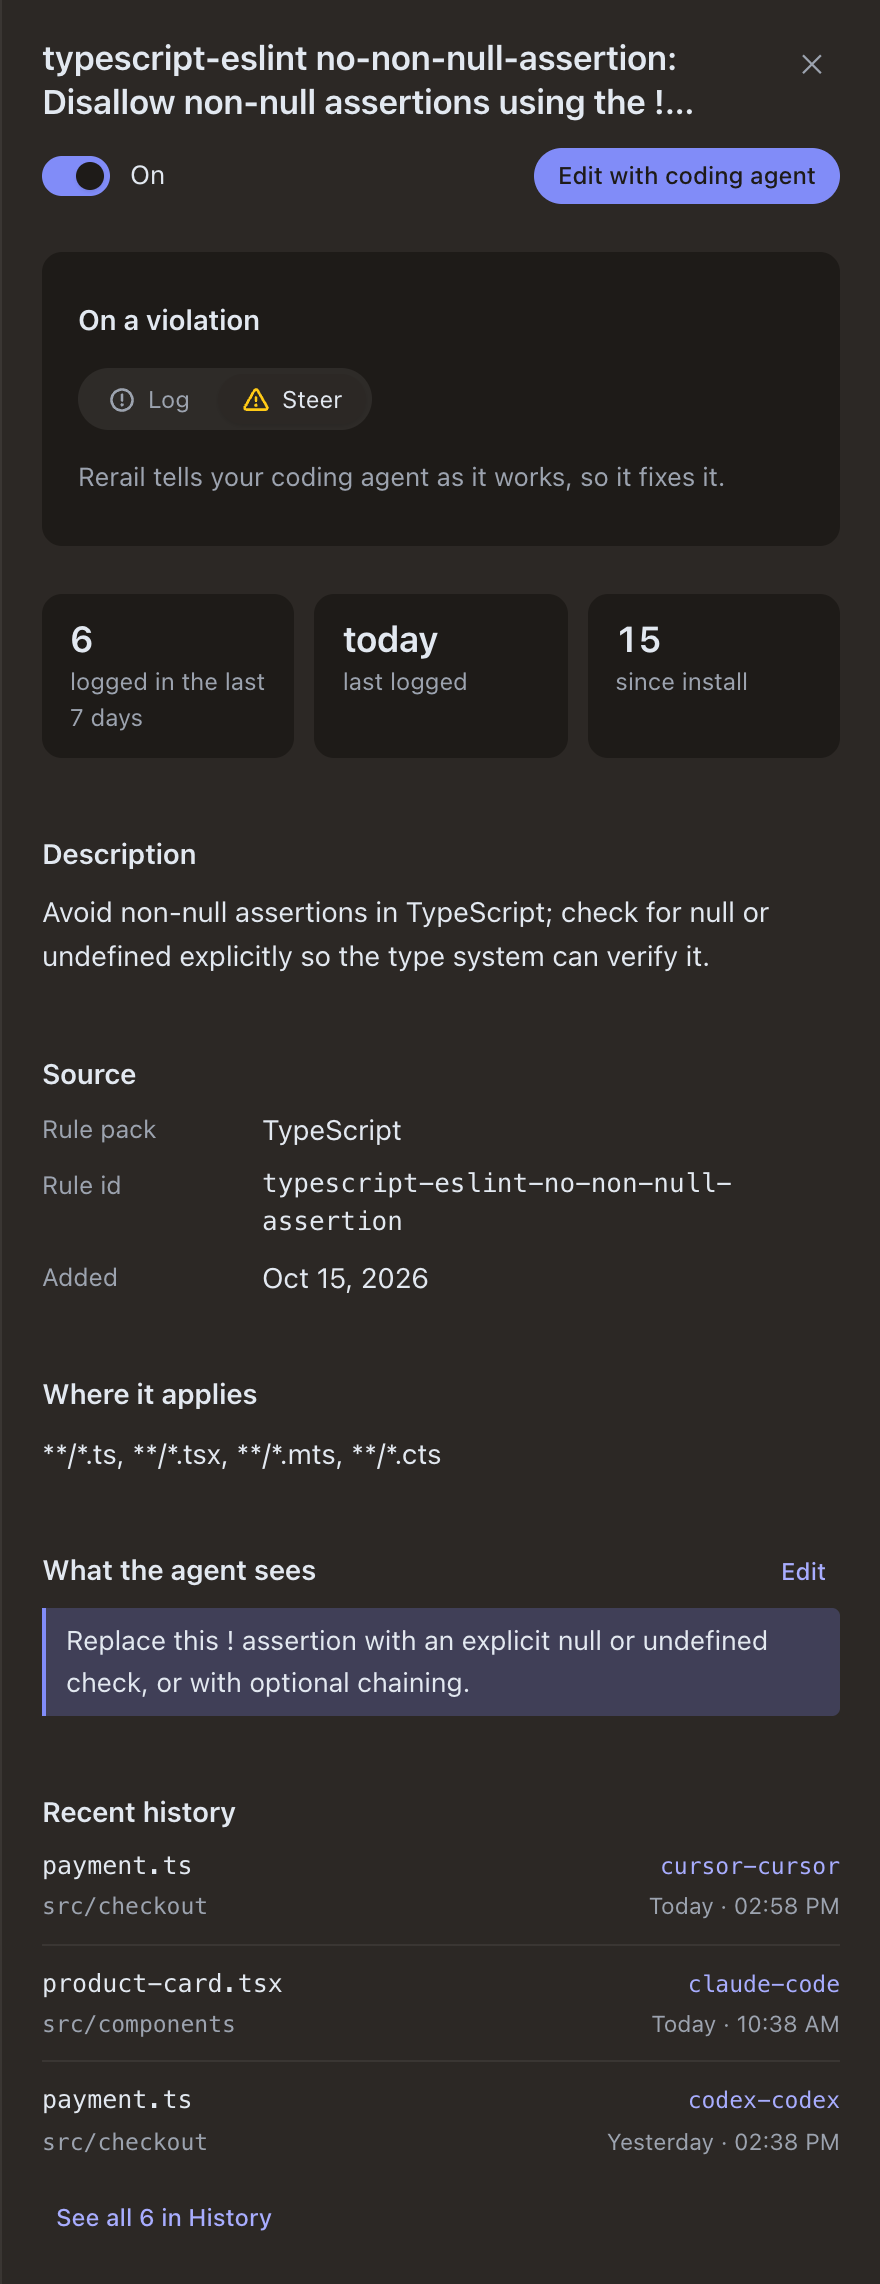 typescript-eslint no-non-null-assertion:
Disallow non-null assertions using the !...
On
Edit with coding agent
On a violation
Log
Steer
Rerail tells your coding agent as it works, so it fixes it.
6
logged in the last
7 days
today
last logged
15
since install
Description
Avoid non-null assertions in TypeScript; check for null or
undefined explicitly so the type system can verify it.
Source
Rule pack
TypeScript
Rule id
typescript-eslint-no-non-null-
assertion
Added
Oct 15, 2026
Where it applies
**/*.ts, **/*.tsx, **/*.mts, **/*.cts
What the agent sees
Edit
Replace this ! assertion with an explicit null or undefined
check, or with optional chaining.
Recent history
payment.ts
cursor-cursor
src/checkout
Today · 02:58 PM
product-card.tsx
claude-code
src/components
Today · 10:38 AM
payment.ts
codex-codex
src/checkout
Yesterday · 02:38 PM
See all 6 in History